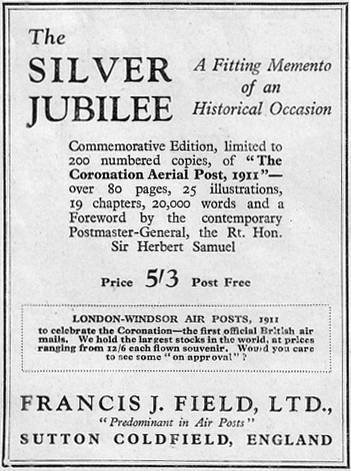 The
SILVER
JUBILEE
A Fitting Memento
of an
Historical Occasion
Commemorative Edition, limited to
200 numbered copies, of "The
Coronation Aerial Post, 1911"—
over 80 pages, 25 illustrations,
19 chapters, 20,000 words and a
Foreword by the contemporary
Postmaster-General, the Rt. Hon.
Sir Herbert Samuel
Price 5/3 Post Free
LONDON-WINDSOR AIR POSTS, 1911
to celebrate the Coronation—the first official British air
mails. We hold the largest stocks in the world, at prices
ranging from 12/6 each flown souvenir. Would you care
to see some "on approval"?
FRANCIS J. FIELD, LTD.,
"Predominant in Air Posts"
SUTTON COLDFIELD, ENGLAND